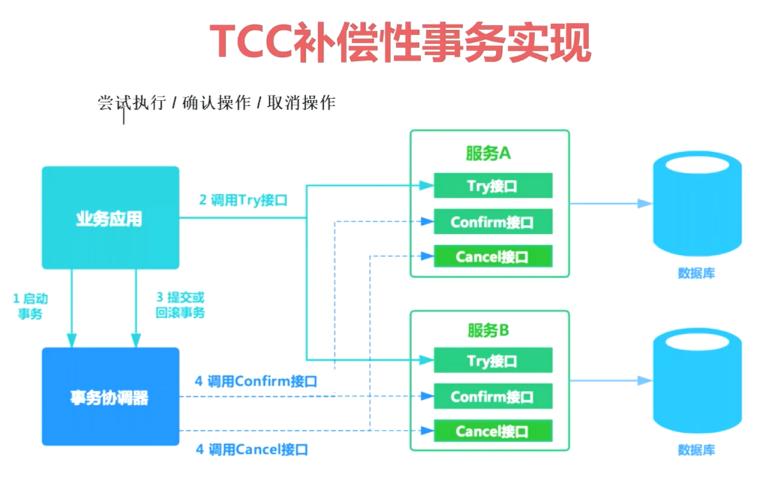 TCC补偿性事务实现
尝试执行 / 确认操作 / 取消操作
服务A
业务应用
2 调用Try接口
Try接口
Confirm接口
Cancel接口
数据库
1 启动
事务
3 提交或
回滚事务
服务B
事务协调器
Try接口
4 调用Confirm接口
Confirm接口
4 调用Cancel接口
Cancel接口
数据库